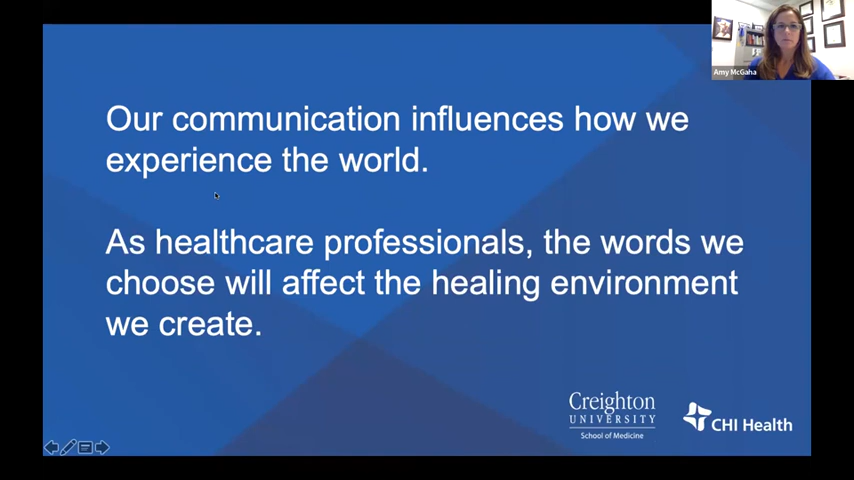 Amy McGaha
Our communication influences how we
experience the world.
As healthcare professionals, the words we
choose will affect the healing environment
we create.
Creighton
UNIVERSITY
School of Medicine
CHI Health